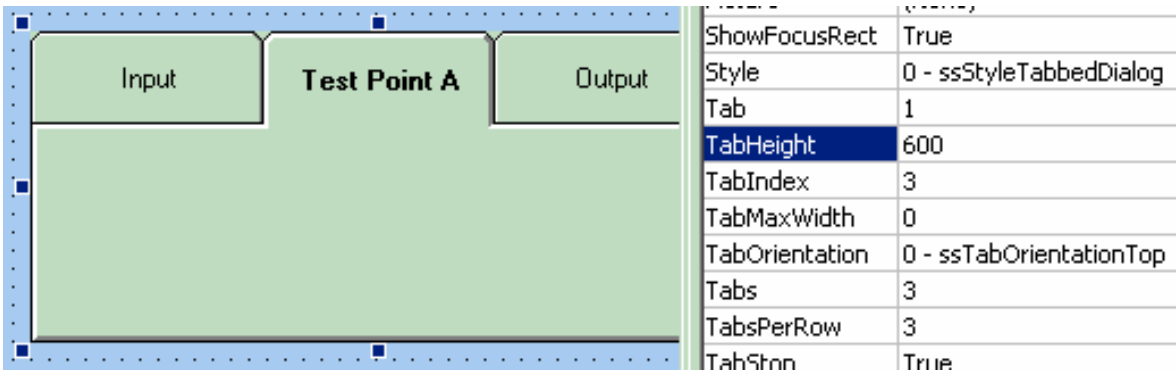 Input Test Point A Output
ShowFocusRect True
Style 0 - ssStyleTabbedDialog
Tab 1
TabHeight 600
TabIndex 3
TabMaxWidth 0
TabOrientation 0 - ssTabOrientationTop
Tabs 3
TabsPerRow 3
TabStop True